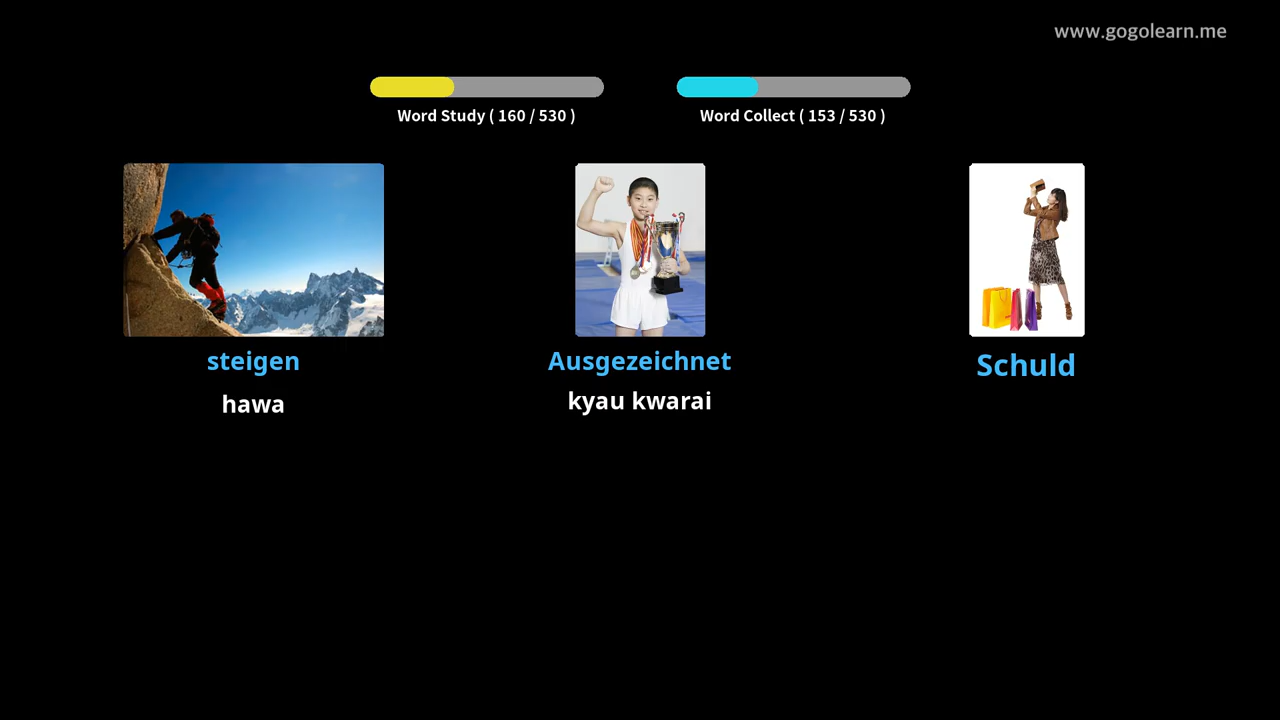 www.gogolearn.me
Word Study ( 160 / 530 )
Word Collect ( 153 / 530 )
steigen
hawa
Ausgezeichnet
kyau kwarai
Schuld